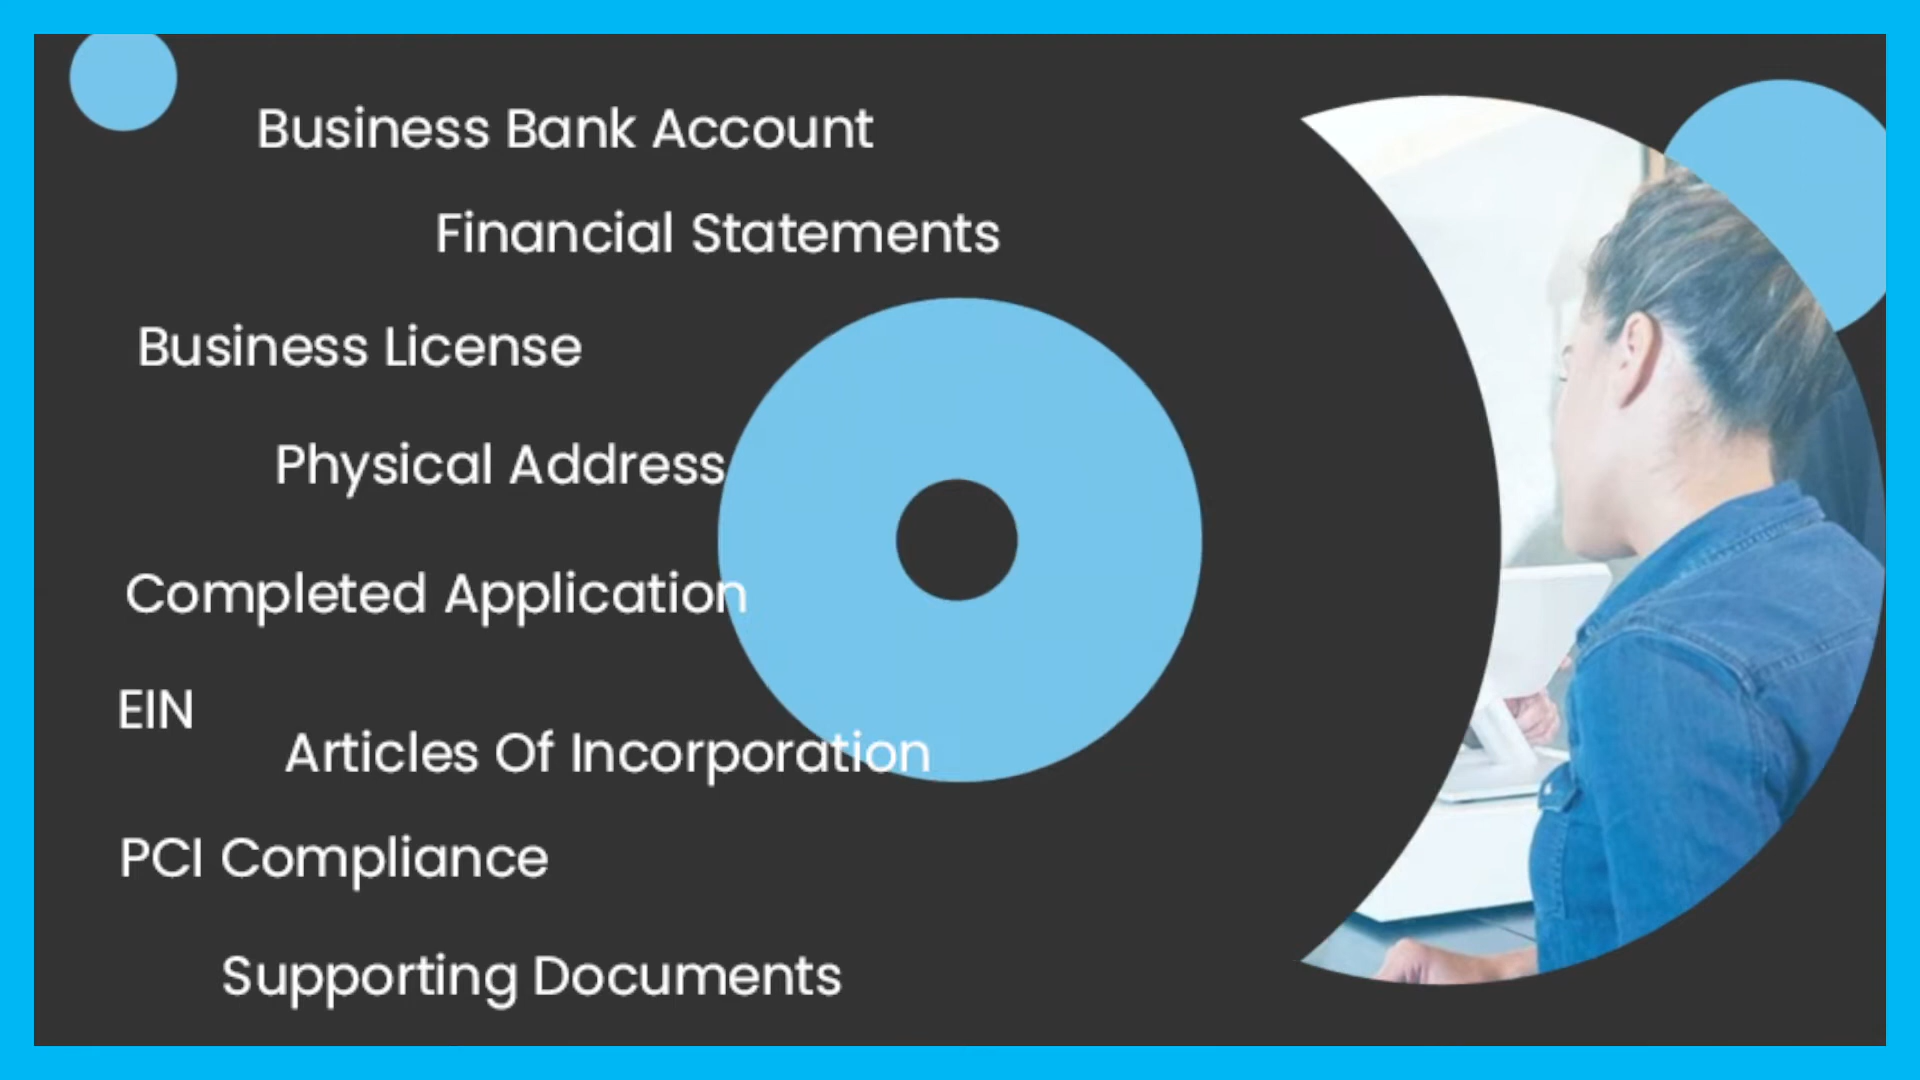 Business Bank Account
Financial Statements
Business License
Physical Address
Completed Application
EIN
Articles Of Incorporation
PCI Compliance
Supporting Documents